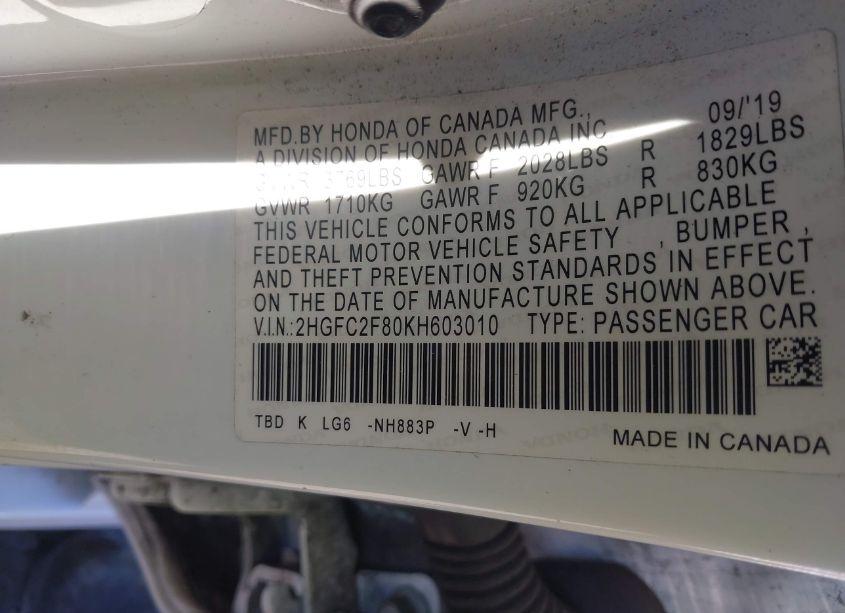 MFD.BY HONDA OF CANADA MFG., 09/'19
A DIVISION OF HONDA CANADA INC
GVWR 3769LBS GAWR F 2028LBS R 1829LBS
GVWR 1710KG GAWR F 920KG R 830KG
THIS VEHICLE CONFORMS TO ALL APPLICABLE
FEDERAL MOTOR VEHICLE SAFETY , BUMPER ,
AND THEFT PREVENTION STANDARDS IN EFFECT
ON THE DATE OF MANUFACTURE SHOWN ABOVE.
V.I.N.:2HGFC2F80KH603010 TYPE: PASSENGER CAR
TBD K LG6 -NH883P -V -H
MADE IN CANADA